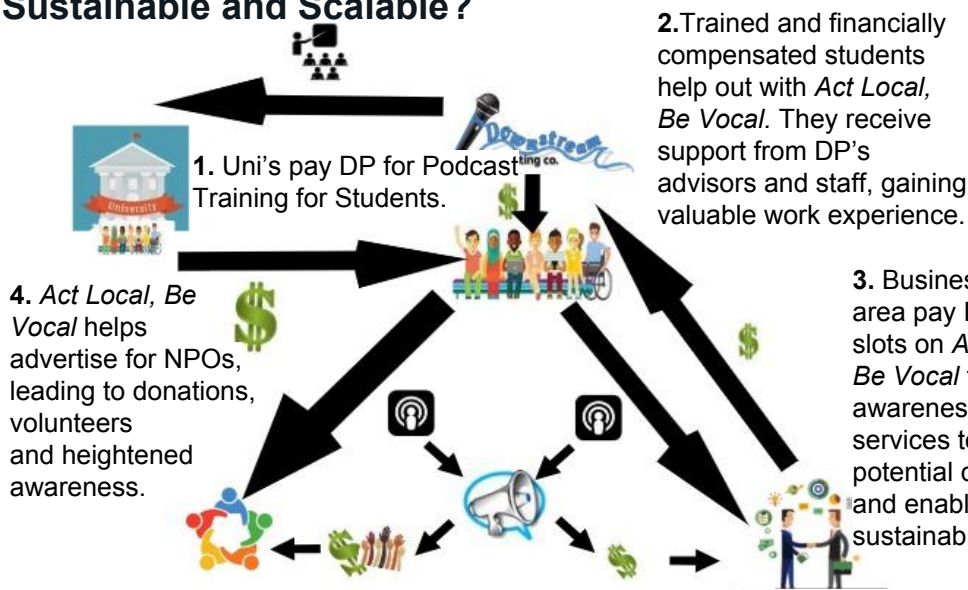 Sustainable and Scalable?
2.Trained and financially
compensated students
help out with Act Local,
Be Vocal. They receive
support from DP's
advisors and staff, gaining
valuable work experience.
Downstream
ting co.
University
1. Uni's pay DP for Podcast
Training for Students.
$
4. Act Local, Be
Vocal helps
advertise for NPOs,
leading to donations,
volunteers
and heightened
awareness.
$
$
3. Busines
area pay
slots on
Be Vocal
awarenes
services
potential
and enabl
sustainab
$
$